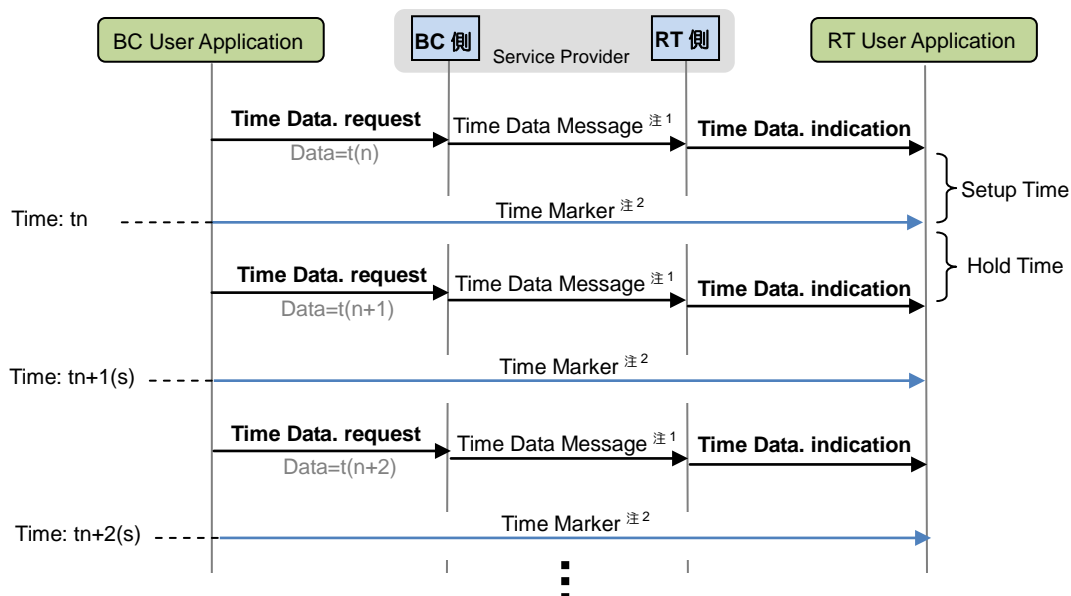 BC User Application
BC 側
RT 側
Service Provider
RT User Application
Time Data. request
Time Data Message 注1
Time Data. indication
Data=t(n)
Setup Time
Time: tn
Time Marker 注2
Hold Time
Time Data. request
Time Data Message 注1
Time Data. indication
Data=t(n+1)
Time Marker 注2
Time: tn+1(s)
Time Data. request
Time Data Message 注1
Time Data. indication
Data=t(n+2)
Time Marker 注2
Time: tn+2(s)